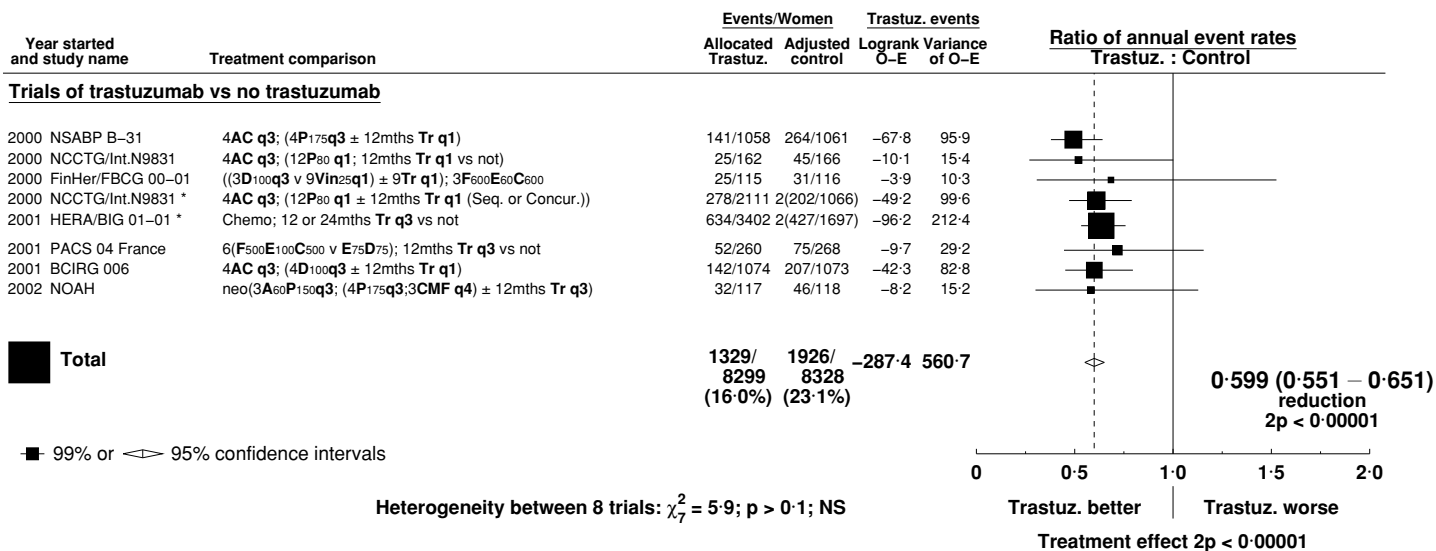 Events/Women Trastuz. events
Year started and study name Treatment comparison Allocated Trastuz. Adjusted control Logrank O–E Variance of O–E Ratio of annual event rates Trastuz. : Control
Trials of trastuzumab vs no trastuzumab
2000 NSABP B–31 4AC q3; (4P175q3 ± 12mths Tr q1) 141/1058 264/1061 –67·8 95·9
2000 NCCTG/Int.N9831 4AC q3; (12P80 q1; 12mths Tr q1 vs not) 25/162 45/166 –10·1 15·4
2000 FinHer/FBCG 00–01 ((3D100q3 v 9Vin25q1) ± 9Tr q1); 3F600E60C600 25/115 31/116 –3·9 10·3
2000 NCCTG/Int.N9831 * 4AC q3; (12P80 q1 ± 12mths Tr q1 (Seq. or Concur.)) 278/2111 2(202/1066) –49·2 99·6
2001 HERA/BIG 01–01 * Chemo; 12 or 24mths Tr q3 vs not 634/3402 2(427/1697) –96·2 212·4
2001 PACS 04 France 6(F500E100C500 v E75D75); 12mths Tr q3 vs not 52/260 75/268 –9·7 29·2
2001 BCIRG 006 4AC q3; (4D100q3 ± 12mths Tr q1) 142/1074 207/1073 –42·3 82·8
2002 NOAH neo(3A60P150q3; (4P175q3;3CMF q4) ± 12mths Tr q3) 32/117 46/118 –8·2 15·2
Total 1329/ 8299 (16·0%) 1926/ 8328 (23·1%) –287·4 560·7
0·599 (0·551 – 0·651)
reduction
2p < 0·00001
99% or 95% confidence intervals
0 0·5 1·0 1·5 2·0
Heterogeneity between 8 trials: χ²₇ = 5·9; p > 0·1; NS
Trastuz. better Trastuz. worse
Treatment effect 2p < 0·00001